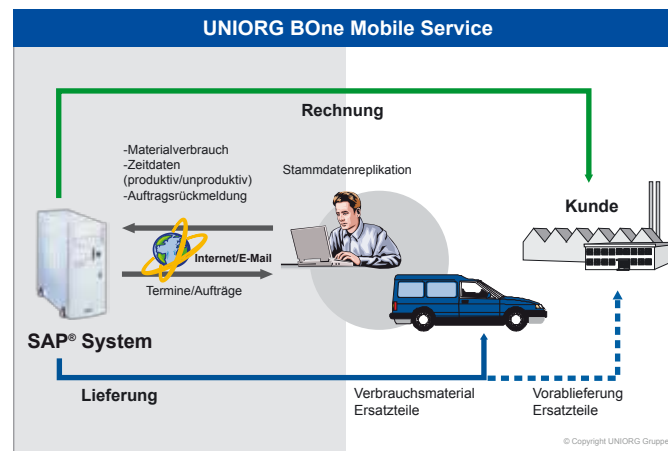 UNIORG BOne Mobile Service
Rechnung
-Materialverbrauch
-Zeitdaten
(produktiv/unproduktiv)
-Auftragsrückmeldung
Stammdatenreplikation
Kunde
Internet/E-Mail
Termine/Aufträge
SAP® System
Lieferung
Verbrauchsmaterial
Ersatzteile
Vorablieferung
Ersatzteile
© Copyright UNIORG Gruppe